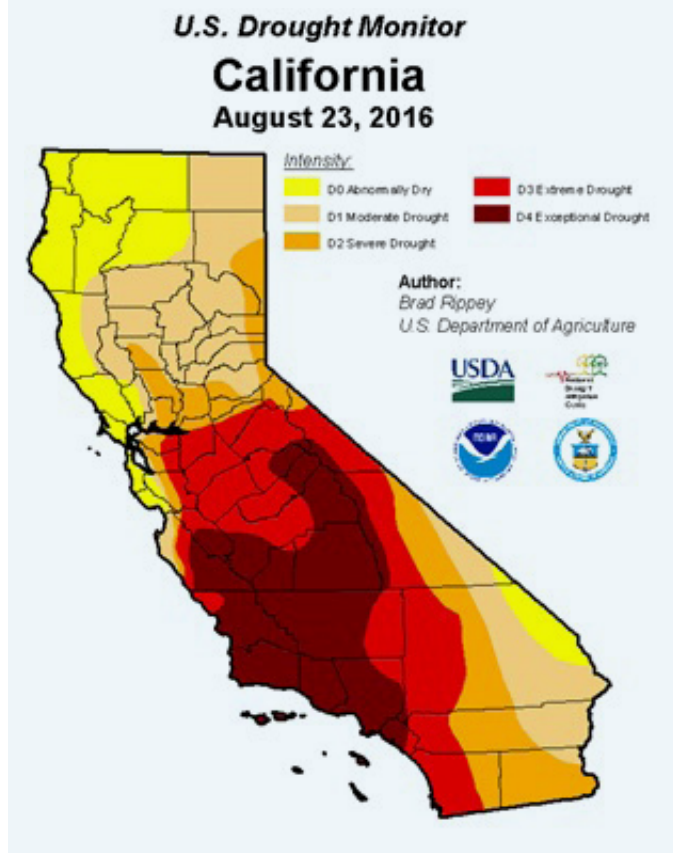 U.S. Drought Monitor
California
August 23, 2016
Intensity:
D0 Abnormally Dry
D1 Moderate Drought
D2 Severe Drought
D3 Extreme Drought
D4 Exceptional Drought
Author:
Brad Rippey
U.S. Department of Agriculture
USDA